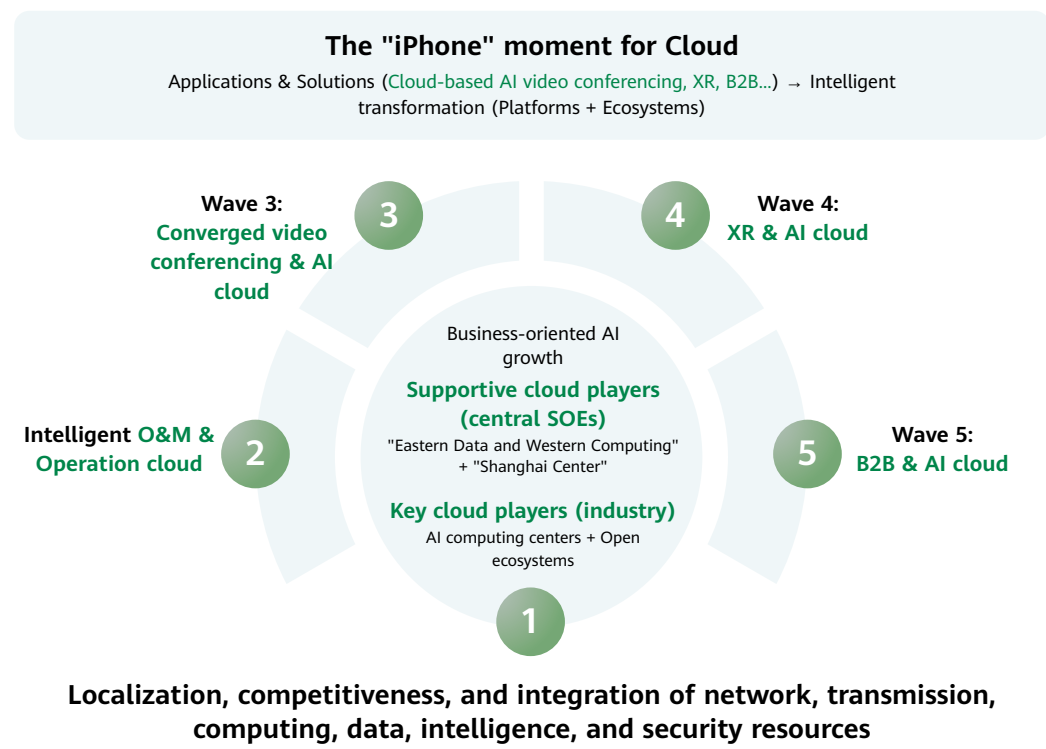 The "iPhone" moment for Cloud
Applications & Solutions (Cloud-based AI video conferencing, XR, B2B...) → Intelligent
transformation (Platforms + Ecosystems)
Wave 3:
Converged video
conferencing & AI
cloud
3
4
Wave 4:
XR & AI cloud
Intelligent O&M &
Operation cloud
2
Business-oriented AI
growth
Supportive cloud players
(central SOEs)
"Eastern Data and Western Computing"
+ "Shanghai Center"
Key cloud players (industry)
AI computing centers + Open
ecosystems
1
5
Wave 5:
B2B & AI cloud
Localization, competitiveness, and integration of network, transmission,
computing, data, intelligence, and security resources